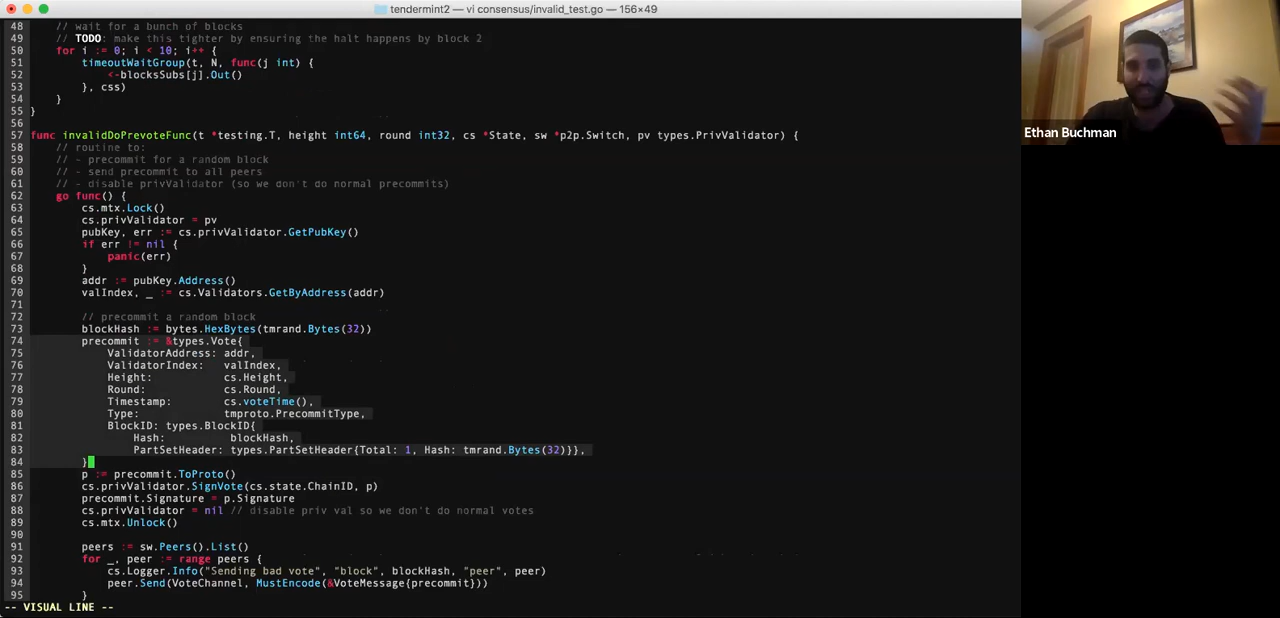 tendermint2 — vi consensus/invalid_test.go — 156×49
48 // wait for a bunch of blocks
49 // TODO: make this tighter by ensuring the halt happens by block 2
50 for i := 0; i < 10; i++ {
51 timeoutWaitGroup(t, N, func(j int) {
52 <-blocksSubs[j].Out()
53 }, css)
54 }
55 }
56
57 func invalidDoPrevoteFunc(t *testing.T, height int64, round int32, cs *State, sw *p2p.Switch, pv types.PrivValidator) {
58 // routine to:
59 // - precommit for a random block
60 // - send precommit to all peers
61 // - disable privValidator (so we don't do normal precommits)
62 go func() {
63 cs.mtx.Lock()
64 cs.privValidator = pv
65 pubKey, err := cs.privValidator.GetPubKey()
66 if err != nil {
67 panic(err)
68 }
69 addr := pubKey.Address()
70 valIndex, _ := cs.Validators.GetByAddress(addr)
71
72 // precommit a random block
73 blockHash := bytes.HexBytes(tmrand.Bytes(32))
74 precommit := &types.Vote{
75 ValidatorAddress: addr,
76 ValidatorIndex: valIndex,
77 Height: cs.Height,
78 Round: cs.Round,
79 Timestamp: cs.voteTime(),
80 Type: tmproto.PrecommitType,
81 BlockID: types.BlockID{
82 Hash: blockHash,
83 PartSetHeader: types.PartSetHeader{Total: 1, Hash: tmrand.Bytes(32)}},
84 }
85 p := precommit.ToProto()
86 cs.privValidator.SignVote(cs.state.ChainID, p)
87 precommit.Signature = p.Signature
88 cs.privValidator = nil // disable priv val so we don't do normal votes
89 cs.mtx.Unlock()
90
91 peers := sw.Peers().List()
92 for _, peer := range peers {
93 cs.Logger.Info("Sending bad vote", "block", blockHash, "peer", peer)
94 peer.Send(VoteChannel, MustEncode(&VoteMessage{precommit}))
95 }
-- VISUAL LINE --
Ethan Buchman